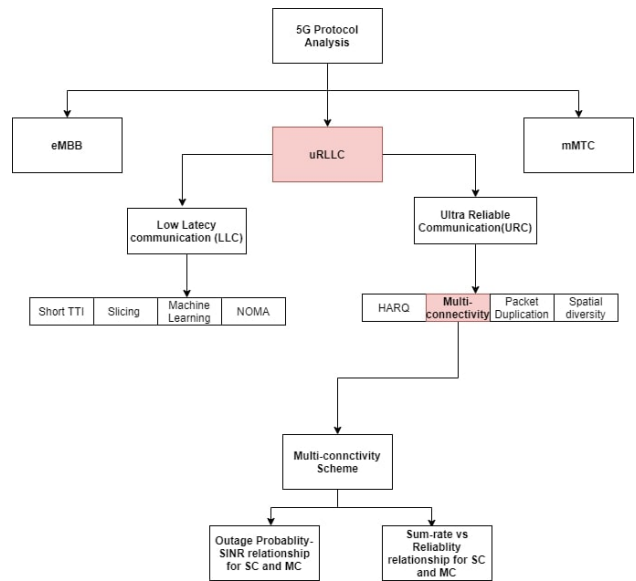 5G Protocol
Analysis
eMBB
uRLLC
mMTC
Low Latecy
communication (LLC)
Ultra Reliable
Communication(URC)
Short TTI
Slicing
Machine
Learning
NOMA
HARQ
Multi-
connectivity
Packet
Duplication
Spatial
diversity
Multi-connctivity
Scheme
Outage Probablity-
SINR relationship
for SC and MC
Sum-rate vs
Reliablity
relationship for SC
and MC